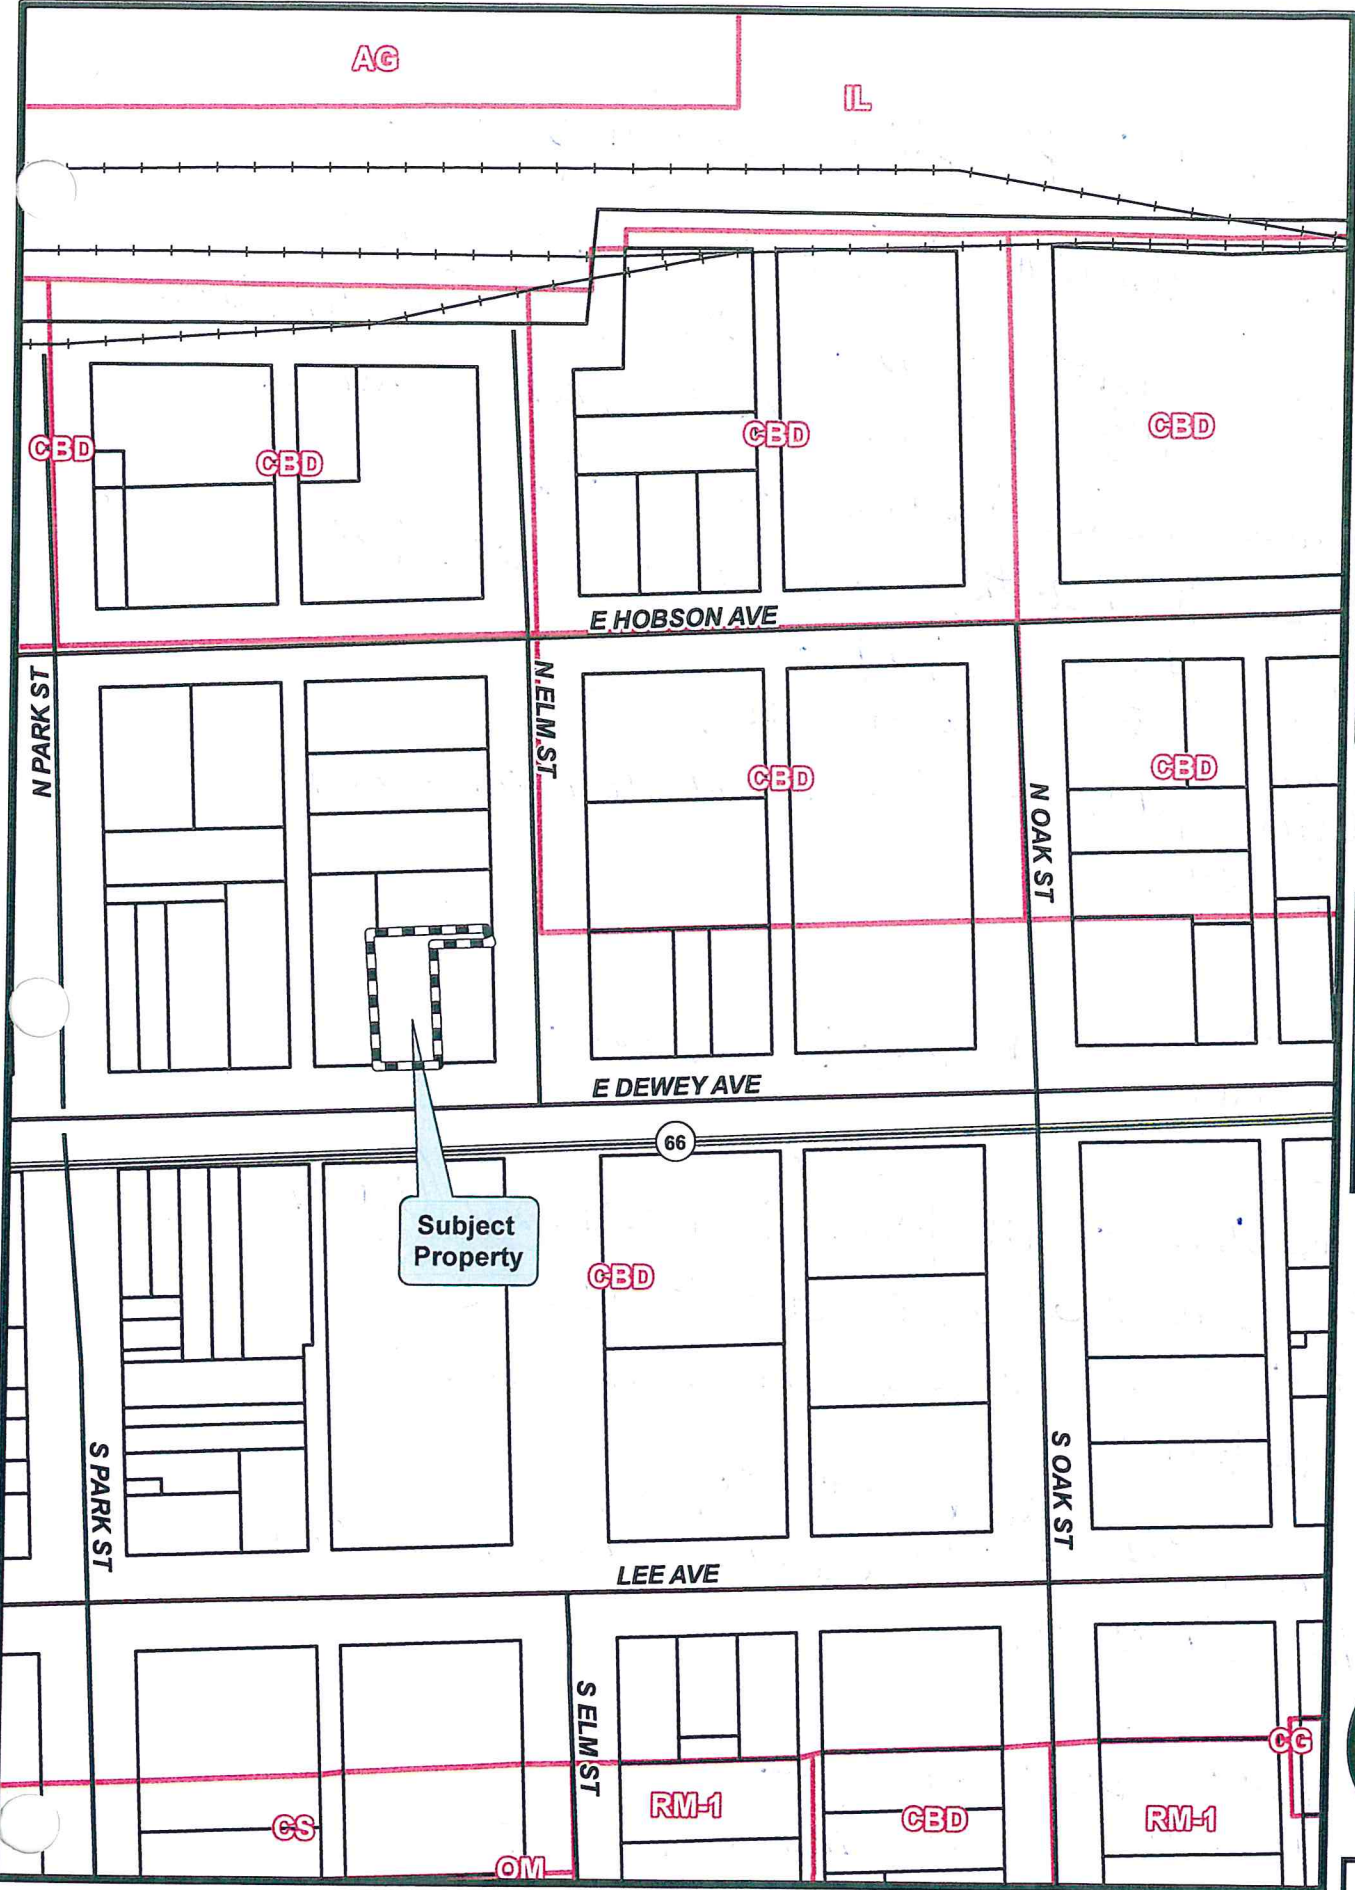 AG
IL
CBD
CBD
CBD
CBD
E HOBSON AVE
N PARK ST
N ELM ST
CBD
CBD
N OAK ST
E DEWEY AVE
66
Subject
Property
CBD
S PARK ST
S OAK ST
LEE AVE
S ELM ST
CG
RM-1
CBD
RM-1
CS
OM